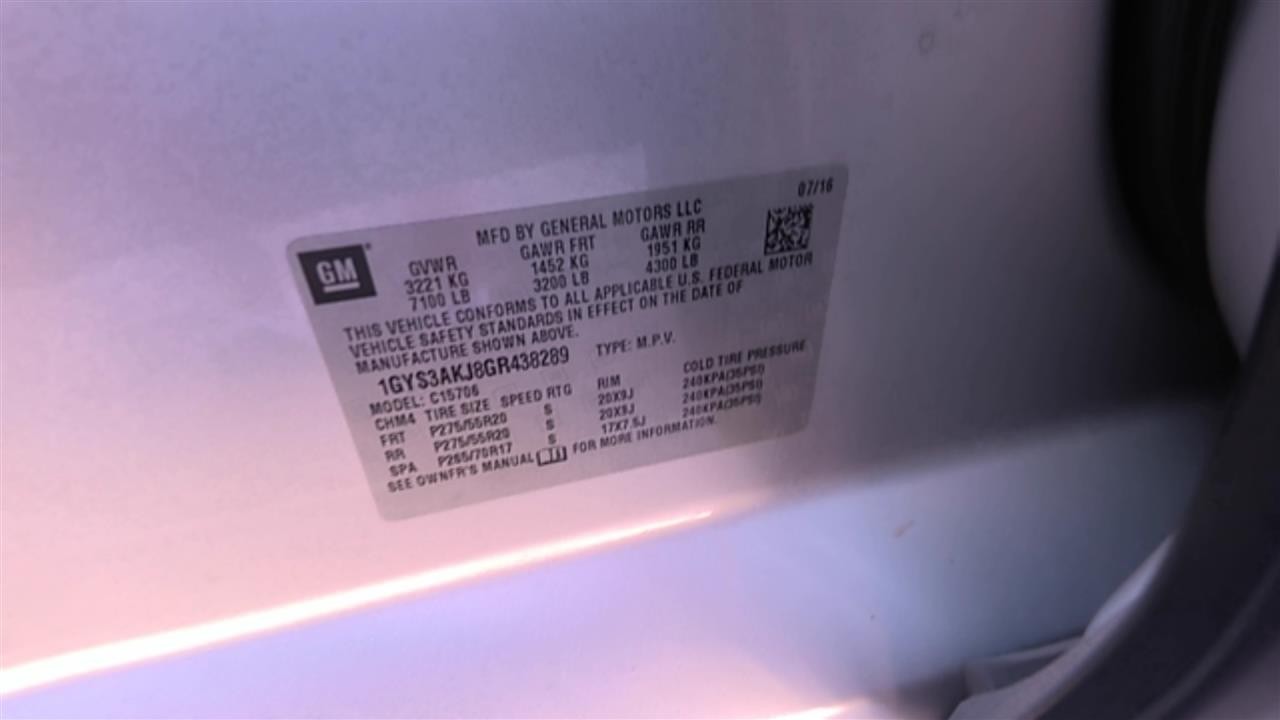 07/16
MFD BY GENERAL MOTORS LLC
GM®
GVWR GAWR FRT GAWR RR
3221 KG 1452 KG 1951 KG
7100 LB 3200 LB 4300 LB
THIS VEHICLE CONFORMS TO ALL APPLICABLE U.S. FEDERAL MOTOR
VEHICLE SAFETY STANDARDS IN EFFECT ON THE DATE OF
MANUFACTURE SHOWN ABOVE.
1GYS3AKJ8GR438289 TYPE: M.P.V.
MODEL: C15706
CHM4 TIRE SIZE SPEED RTG RIM COLD TIRE PRESSURE
FRT P275/55R20 S 20X9J 240KPA(35PSI)
RR P275/55R20 S 20X9J 240KPA(35PSI)
SPA P265/70R17 S 17X7.5J 240KPA(35PSI)
SEE OWNER'S MANUAL FOR MORE INFORMATION.